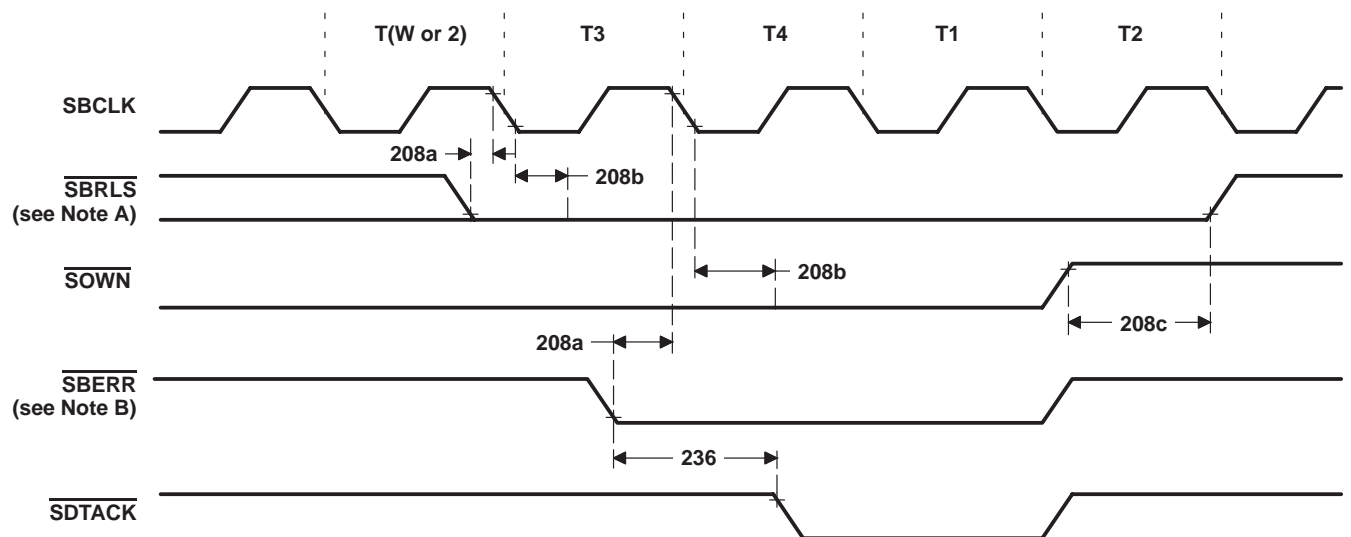 T(W or 2) T3 T4 T1 T2
SBCLK
208a
208b
SBRLS
(see Note A)
208b
SOWN
208c
208a
SBERR
(see Note B)
236
SDTACK